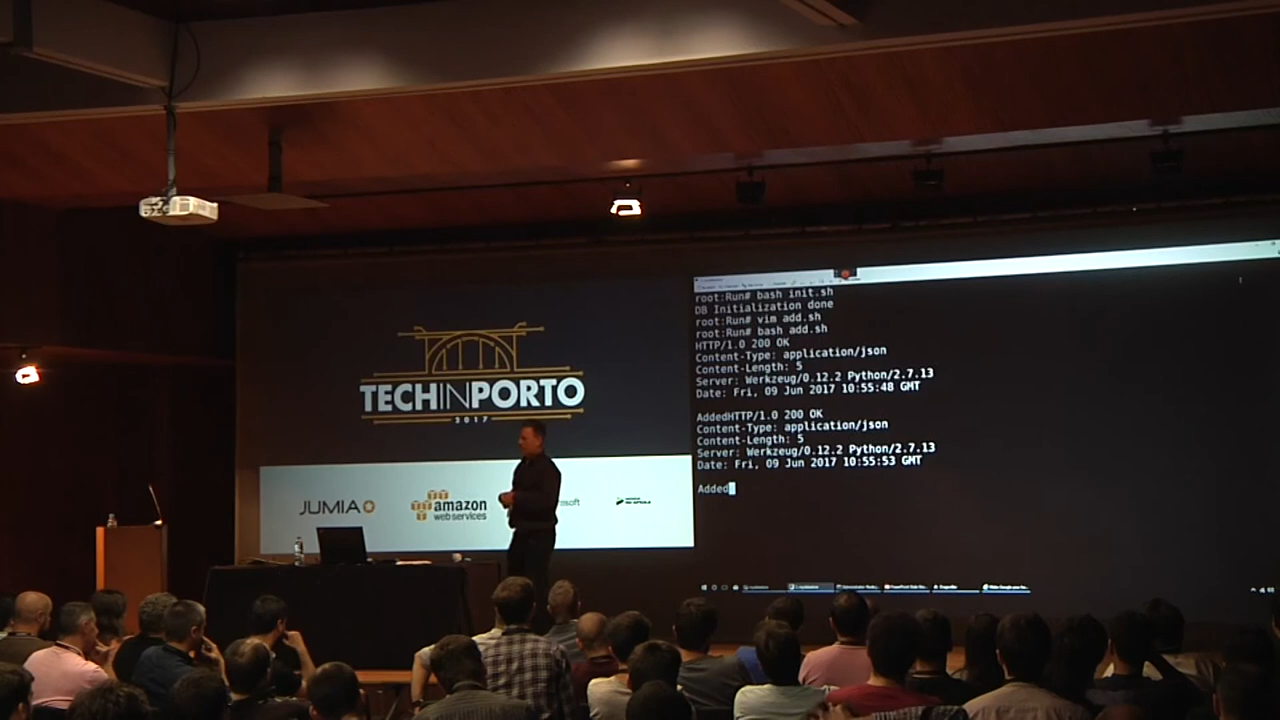 TECHINPORTO
2017
JUMIA
amazon
web services
root:Run# bash init.sh
DB Initialization done
root:Run# vim add.sh
root:Run# bash add.sh
HTTP/1.0 200 OK
Content-Type: application/json
Content-Length: 5
Server: Werkzeug/0.12.2 Python/2.7.13
Date: Fri, 09 Jun 2017 10:55:48 GMT
AddedHTTP/1.0 200 OK
Content-Type: application/json
Content-Length: 5
Server: Werkzeug/0.12.2 Python/2.7.13
Date: Fri, 09 Jun 2017 10:55:53 GMT
Added